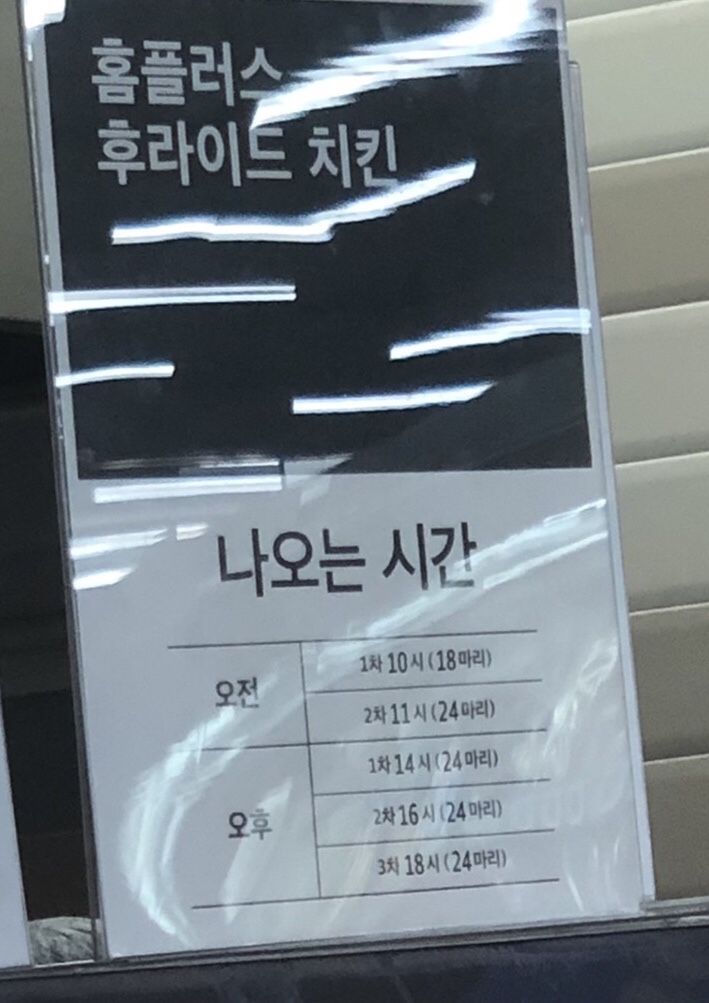 홈플러스
후라이드 치킨
나오는 시간
오전
1차 10시 (18마리)
2차 11시 (24마리)
오후
1차 14시 (24마리)
2차 16시 (24마리)
3차 18시 (24마리)